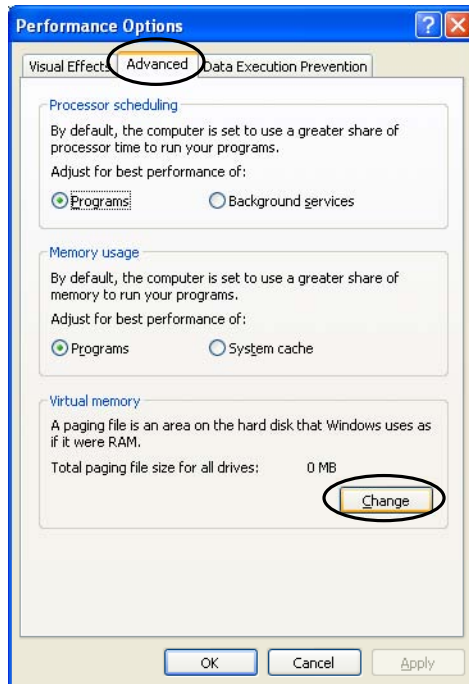 Performance Options
Visual Effects Advanced Data Execution Prevention
Processor scheduling
By default, the computer is set to use a greater share of
processor time to run your programs.
Adjust for best performance of:
Programs Background services
Memory usage
By default, the computer is set to use a greater share of
memory to run your programs.
Adjust for best performance of:
Programs System cache
Virtual memory
A paging file is an area on the hard disk that Windows uses as
if it were RAM.
Total paging file size for all drives: 0 MB
Change
OK Cancel Apply